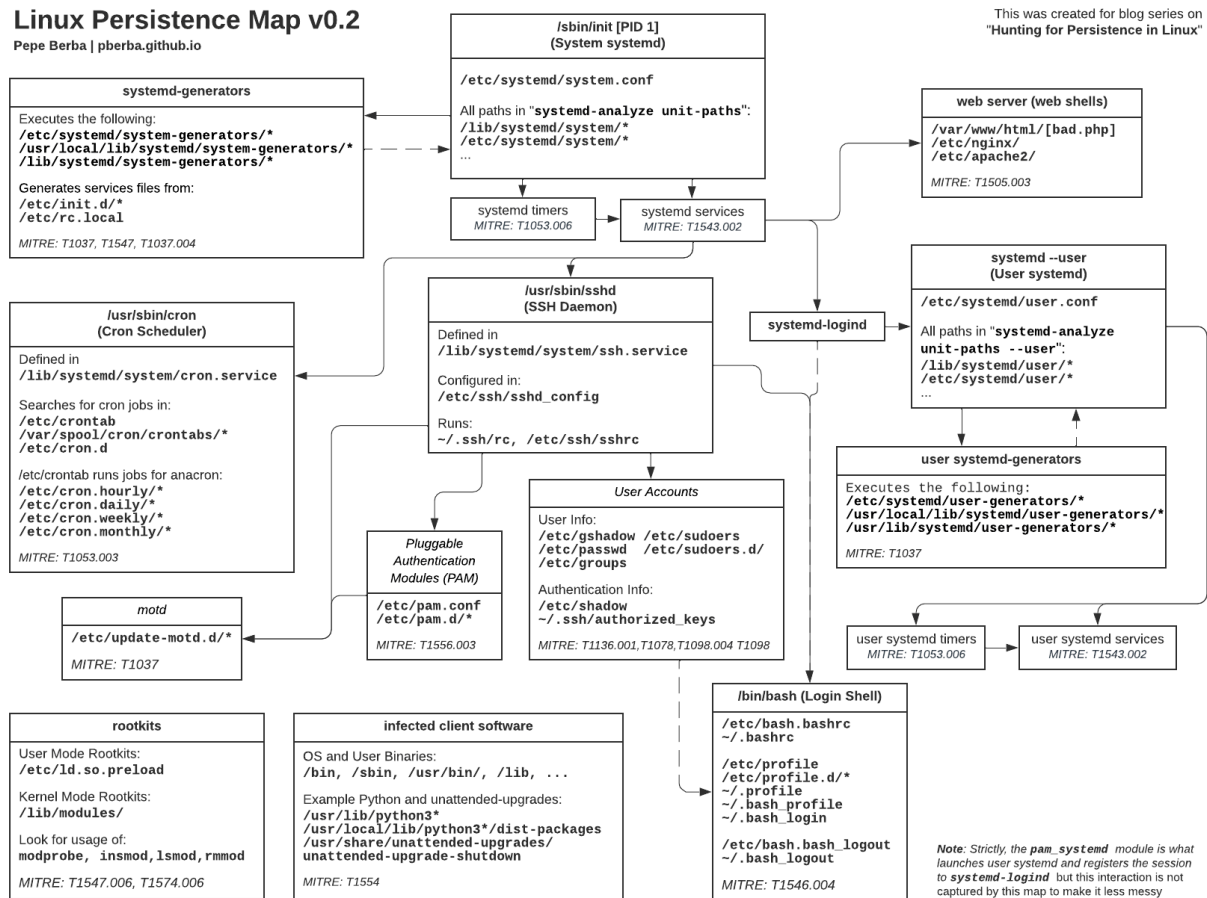 Linux Persistence Map v0.2
Pepe Berba | pberba.github.io
This was created for blog series on
"Hunting for Persistence in Linux"
/sbin/init [PID 1]
(System systemd)
/etc/systemd/system.conf
All paths in "systemd-analyze unit-paths":
/lib/systemd/system/*
/etc/systemd/system/*
...
systemd-generators
Executes the following:
/etc/systemd/system-generators/*
/usr/local/lib/systemd/system-generators/*
/lib/systemd/system-generators/*
Generates services files from:
/etc/init.d/*
/etc/rc.local
MITRE: T1037, T1547, T1037.004
web server (web shells)
/var/www/html/[bad.php]
/etc/nginx/
/etc/apache2/
MITRE: T1505.003
systemd timers
MITRE: T1053.006
systemd services
MITRE: T1543.002
systemd --user
(User systemd)
/etc/systemd/user.conf
All paths in "systemd-analyze
unit-paths --user":
/lib/systemd/user/*
/etc/systemd/user/*
...
/usr/sbin/sshd
(SSH Daemon)
Defined in
/lib/systemd/system/ssh.service
Configured in:
/etc/ssh/sshd_config
Runs:
~/.ssh/rc, /etc/ssh/sshrc
systemd-logind
/usr/sbin/cron
(Cron Scheduler)
Defined in
/lib/systemd/system/cron.service
Searches for cron jobs in:
/etc/crontab
/var/spool/cron/crontabs/*
/etc/cron.d
/etc/crontab runs jobs for anacron:
/etc/cron.hourly/*
/etc/cron.daily/*
/etc/cron.weekly/*
/etc/cron.monthly/*
MITRE: T1053.003
user systemd-generators
Executes the following:
/etc/systemd/user-generators/*
/usr/local/lib/systemd/user-generators/*
/usr/lib/systemd/user-generators/*
MITRE: T1037
User Accounts
User Info:
/etc/gshadow /etc/sudoers
/etc/passwd /etc/sudoers.d/
/etc/groups
Authentication Info:
/etc/shadow
~/.ssh/authorized_keys
MITRE: T1136.001,T1078,T1098.004 T1098
Pluggable
Authentication
Modules (PAM)
/etc/pam.conf
/etc/pam.d/*
MITRE: T1556.003
motd
/etc/update-motd.d/*
MITRE: T1037
user systemd timers
MITRE: T1053.006
user systemd services
MITRE: T1543.002
rootkits
User Mode Rootkits:
/etc/ld.so.preload
Kernel Mode Rootkits:
/lib/modules/
Look for usage of:
modprobe, insmod,lsmod,rmmod
MITRE: T1547.006, T1574.006
infected client software
OS and User Binaries:
/bin, /sbin, /usr/bin/, /lib, ...
Example Python and unattended-upgrades:
/usr/lib/python3*
/usr/local/lib/python3*/dist-packages
/usr/share/unattended-upgrades/
unattended-upgrade-shutdown
MITRE: T1554
/bin/bash (Login Shell)
/etc/bash.bashrc
~/.bashrc
/etc/profile
/etc/profile.d/*
~/.profile
~/.bash_profile
~/.bash_login
/etc/bash.bash_logout
~/.bash_logout
MITRE: T1546.004
Note: Strictly, the pam_systemd module is what
launches user systemd and registers the session
to systemd-logind but this interaction is not
captured by this map to make it less messy